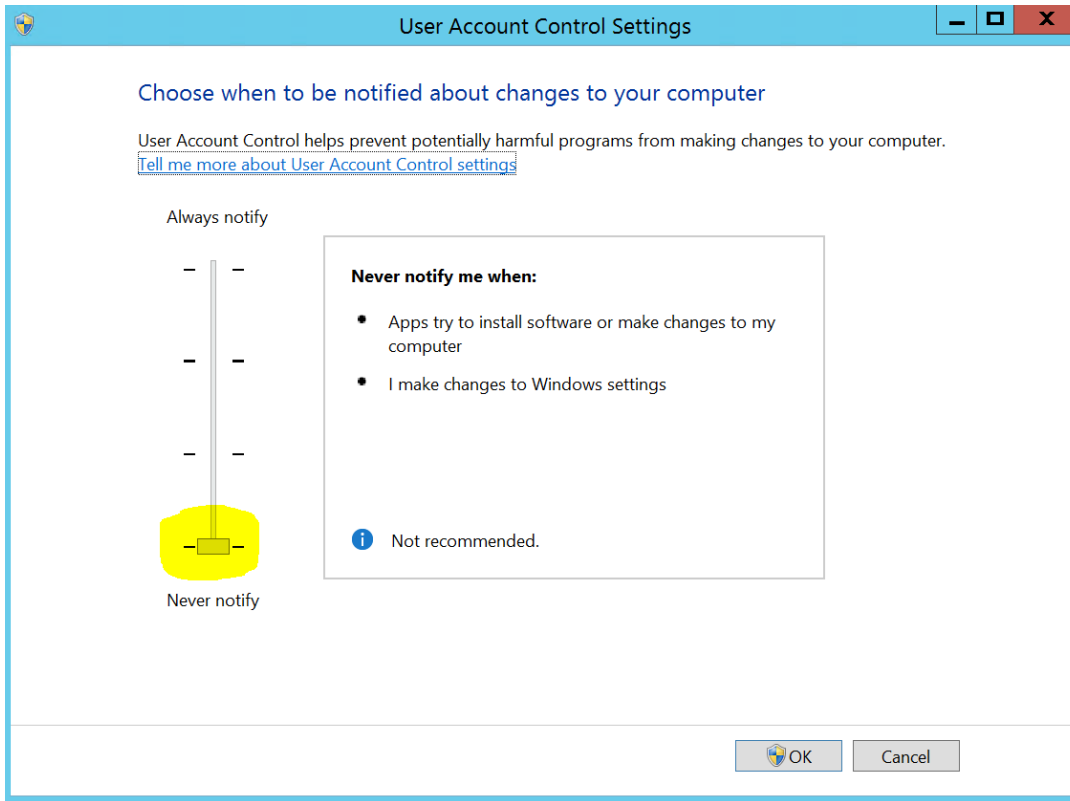 User Account Control Settings
Choose when to be notified about changes to your computer
User Account Control helps prevent potentially harmful programs from making changes to your computer.
Tell me more about User Account Control settings
Always notify
Never notify me when:
Apps try to install software or make changes to my
computer
I make changes to Windows settings
Not recommended.
Never notify
OK
Cancel